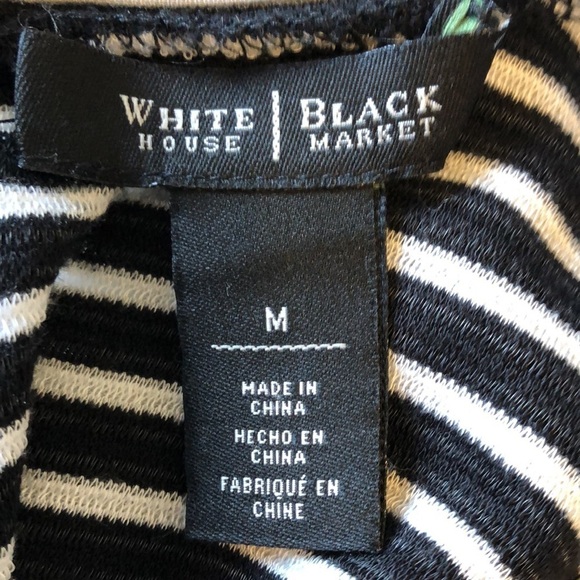 WHITE HOUSE | BLACK MARKET
M
MADE IN
CHINA
HECHO EN
CHINA
FABRIQUÉ EN
CHINE